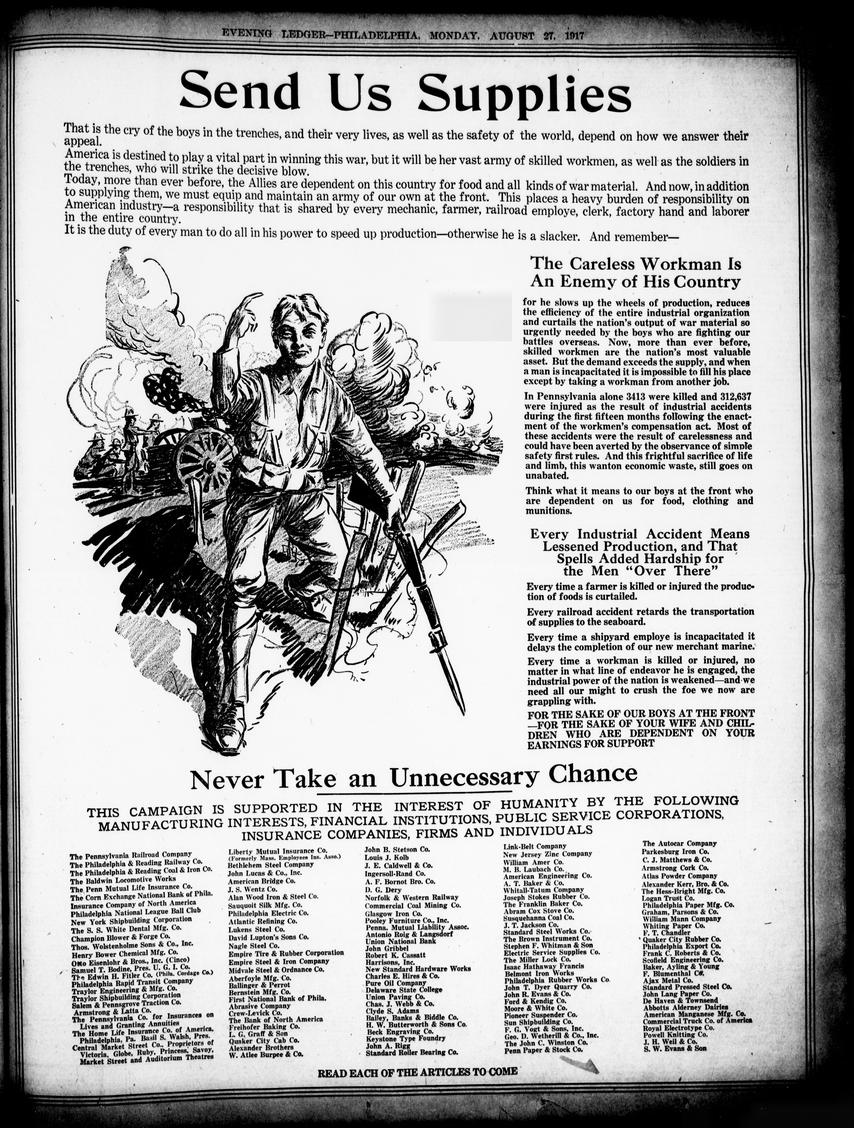 EVENING LEDGER—PHILADELPHIA, MONDAY, AUGUST 27, 1917
Send Us Supplies
That is the cry of the boys in the trenches, and their very lives, as well as the safety of the world, depend on how we answer their
appeal.
America is destined to play a vital part in winning this war, but it will be her vast army of skilled workmen, as well as the soldiers in
the trenches, who will strike the decisive blow.
Today, more than ever before, the Allies are dependent on this country for food and all kinds of war material. And now, in addition
to supplying them, we must equip and maintain an army of our own at the front. This places a heavy burden of responsibility on
American industry—a responsibility that is shared by every mechanic, farmer, railroad employe, clerk, factory hand and laborer
in the entire country.
It is the duty of every man to do all in his power to speed up production—otherwise he is a slacker. And remember—
The Careless Workman Is
An Enemy of His Country
for he slows up the wheels of production, reduces
the efficiency of the entire industrial organization
and curtails the nation's output of war material so
urgently needed by the boys who are fighting our
battles overseas. Now, more than ever before,
skilled workmen are the nation's most valuable
asset. But the demand exceeds the supply, and when
a man is incapacitated it is impossible to fill his place
except by taking a workman from another job.
In Pennsylvania alone 3413 were killed and 312,637
were injured as the result of industrial accidents
during the first fifteen months following the enact-
ment of the workmen's compensation act. Most of
these accidents were the result of carelessness and
could have been averted by the observance of simple
safety first rules. And this frightful sacrifice of life
and limb, this wanton economic waste, still goes on
unabated.
Think what it means to our boys at the front who
are dependent on us for food, clothing and
munitions.
Every Industrial Accident Means
Lessened Production, and That
Spells Added Hardship for
the Men "Over There"
Every time a farmer is killed or injured the produc-
tion of foods is curtailed.
Every railroad accident retards the transportation
of supplies to the seaboard.
Every time a shipyard employe is incapacitated it
delays the completion of our new merchant marine.
Every time a workman is killed or injured, no
matter in what line of endeavor he is engaged, the
industrial power of the nation is weakened—and we
need all our might to crush the foe we now are
grappling with.
FOR THE SAKE OF OUR BOYS AT THE FRONT
—FOR THE SAKE OF YOUR WIFE AND CHIL-
DREN WHO ARE DEPENDENT ON YOUR
EARNINGS FOR SUPPORT
Never Take an Unnecessary Chance
THIS CAMPAIGN IS SUPPORTED IN THE INTEREST OF HUMANITY BY THE FOLLOWING
MANUFACTURING INTERESTS, FINANCIAL INSTITUTIONS, PUBLIC SERVICE CORPORATIONS,
INSURANCE COMPANIES, FIRMS AND INDIVIDUALS
The Pennsylvania Railroad Company
The Philadelphia & Reading Railway Co.
The Philadelphia & Reading Coal & Iron Co.
The Baldwin Locomotive Works
The Penn Mutual Life Insurance Co.
The Corn Exchange National Bank of Phila.
Insurance Company of North America
Philadelphia National League Ball Club
New York Shipbuilding Corporation
The S. S. White Dental Mfg. Co.
Champion Blower & Forge Co.
Thos. Wolstenholme Sons & Co., Inc.
Henry Bower Chemical Mfg. Co.
Otto Eisenlohr & Bros., Inc. (Cinco)
Samuel T. Bodine, Pres. U. G. I. Co.
The Edwin H. Fitler Co. (Phila. Cordage Co.)
Philadelphia Rapid Transit Company
Traylor Engineering & Mfg. Co.
Traylor Shipbuilding Corporation
Salem & Pennsgrove Traction Co.
Armstrong & Latta Co.
The Pennsylvania Co. for Insurances on
Lives and Granting Annuities
The Home Life Insurance Co. of America,
Philadelphia, Pa. Basil S. Walsh, Pres.
Central Market Street Co., Proprietors of
Victoria, Globe, Ruby, Princess, Savoy,
Market Street and Auditorium Theatres
Liberty Mutual Insurance Co.
(Formerly Mass. Employees Ins. Asso.)
Bethlehem Steel Company
John Lucas & Co., Inc.
American Bridge Co.
J. S. Wentz Co.
Alan Wood Iron & Steel Co.
Sauquoit Silk Mfg. Co.
Philadelphia Electric Co.
Atlantic Refining Co.
Lukens Steel Co.
David Lupton's Sons Co.
Nagle Steel Co.
Empire Tire & Rubber Corporation
Empire Steel & Iron Company
Midvale Steel & Ordnance Co.
Aberfoyle Mfg. Co.
Ballinger & Perrot
Bernstein Mfg. Co.
First National Bank of Phila.
Abrasive Company
Crew-Levick Co.
The Bank of North America
Freihofer Baking Co.
L. G. Graff & Son
Quaker City Cab Co.
Alexander Brothers
W. Atlee Burpee & Co.
John B. Stetson Co.
Louis J. Kolb
J. E. Caldwell & Co.
Ingersoll-Rand Co.
A. F. Bornot Bro. Co.
D. G. Dery
Norfolk & Western Railway
Commercial Coal Mining Co.
Glasgow Iron Co.
Pooley Furniture Co., Inc.
Penna. Mutual Liability Assoc.
Antonio Roig & Langsdorf
Union National Bank
John Gribbel
Robert K. Cassatt
Harrisons, Inc.
New Standard Hardware Works
Charles E. Hires & Co.
Pure Oil Company
Delaware State College
Union Paving Co.
Chas. J. Webb & Co.
Clyde S. Adams
Bailey, Banks & Biddle Co.
H. W. Butterworth & Sons Co.
Beck Engraving Co.
Keystone Type Foundry
John A. Rigg
Standard Roller Bearing Co.
Link-Belt Company
New Jersey Zinc Company
William Amer Co.
M. B. Laubach Co.
American Engineering Co.
A. T. Baker & Co.
Whitall-Tatum Company
Joseph Stokes Rubber Co.
The Franklin Baker Co.
Abram Cox Stove Co.
Susquehanna Coal Co.
J. T. Jackson Co.
Standard Steel Works Co.
The Brown Instrument Co.
Stephen F. Whitman & Son
Electric Service Supplies Co.
The Miller Lock Co.
Isaac Hathaway Francis
Belmont Iron Works
Philadelphia Rubber Works Co.
John T. Dyer Quarry Co.
John R. Evans & Co.
Ford & Kendig Co.
Moore & White Co.
Pioneer Suspender Co.
Sun Shipbuilding Co.
F. G. Vogt & Sons, Inc.
Geo. D. Wetherill & Co., Inc.
The John C. Winston Co.
Penn Paper & Stock Co.
The Autocar Company
Parkesburg Iron Co.
C. J. Matthews & Co.
Armstrong Cork Co.
Atlas Powder Company
Alexander Kerr, Bro. & Co.
The Hess-Bright Mfg. Co.
Logan Trust Co.
Philadelphia Paper Mfg. Co.
Graham, Parsons & Co.
William Mann Company
Whiting Paper Co.
F. T. Chandler
Quaker City Rubber Co.
Philadelphia Export Co.
Frank C. Roberts & Co.
Scofield Engineering Co.
Baker, Ayling & Young
F. Blumenthal Co.
Ajax Metal Co.
Standard Pressed Steel Co.
John Lang Paper Co.
De Haven & Townsend
Abbotts Alderney Dairies
American Manganese Mfg. Co.
Commercial Truck Co. of America
Royal Electrotype Co.
Powell Knitting Co.
J. H. Weil & Co.
S. W. Evans & Son
READ EACH OF THE ARTICLES TO COME